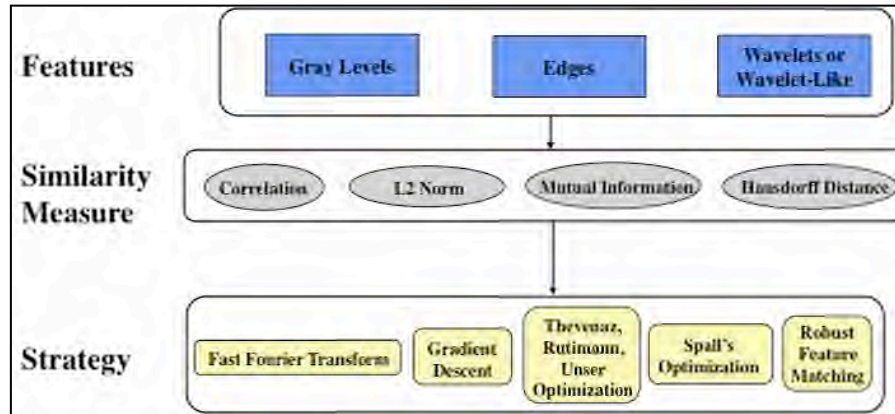 Features
Gray Levels
Edges
Wavelets or
Wavelet-Like
Similarity
Measure
Correlation
L2 Norm
Mutual Information
Hausdorff Distance
Strategy
Fast Fourier Transform
Gradient
Descent
Thevenaz,
Rutimann,
Unser
Optimization
Spall's
Optimization
Robust
Feature
Matching